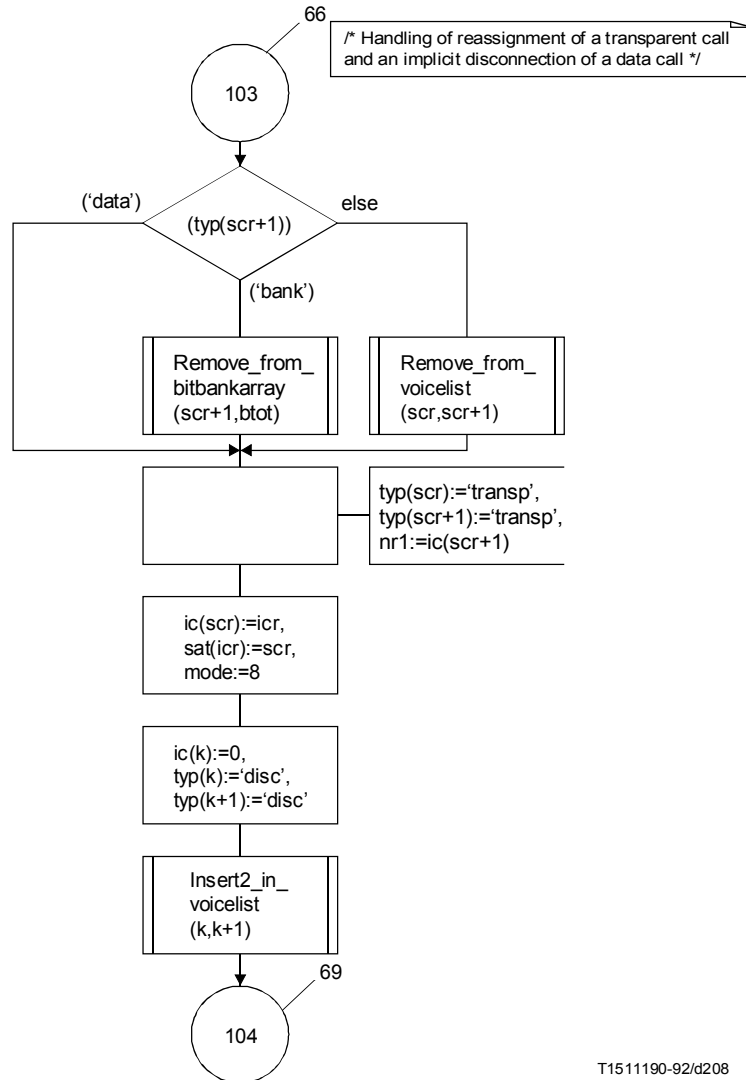 66
/* Handling of reassignment of a transparent call
and an implicit disconnection of a data call */
103
(‘data’)
(typ(scr+1))
else
(‘bank’)
Remove_from_
bitbankarray
(scr+1,btot)
Remove_from_
voicelist
(scr,scr+1)
typ(scr):=‘transp’,
typ(scr+1):=‘transp’,
nr1:=ic(scr+1)
ic(scr):=icr,
sat(icr):=scr,
mode:=8
ic(k):=0,
typ(k):=‘disc’,
typ(k+1):=‘disc’
Insert2_in_
voicelist
(k,k+1)
69
104
T1511190-92/d208